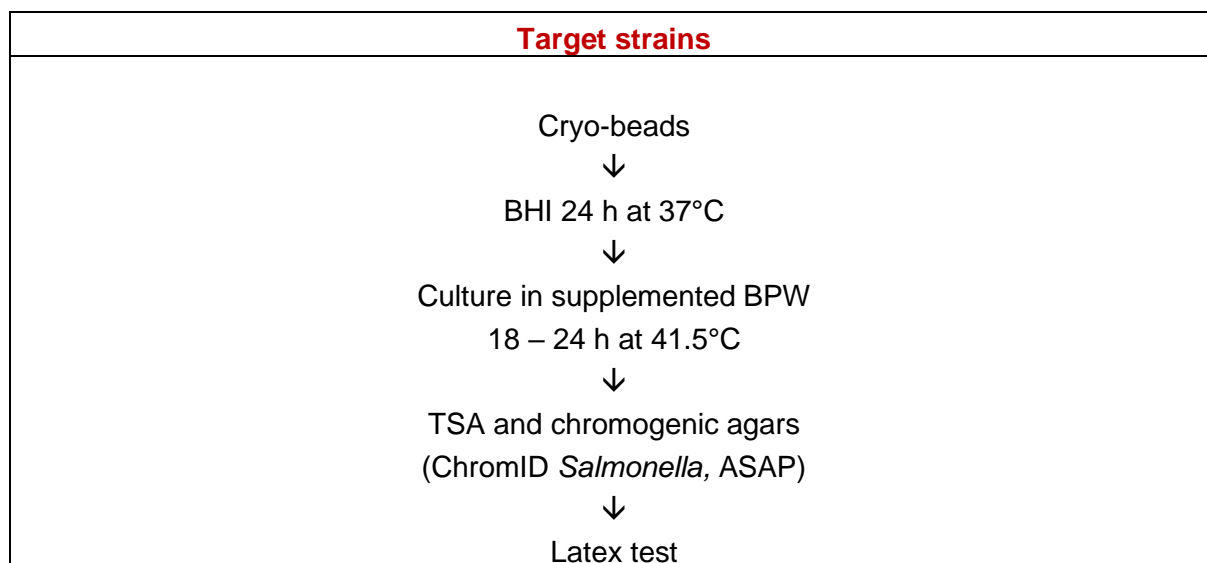 Target strains
Cryo-beads
↓
BHI 24 h at 37°C
↓
Culture in supplemented BPW
18 – 24 h at 41.5°C
↓
TSA and chromogenic agars
(ChromID Salmonella, ASAP)
↓
Latex test